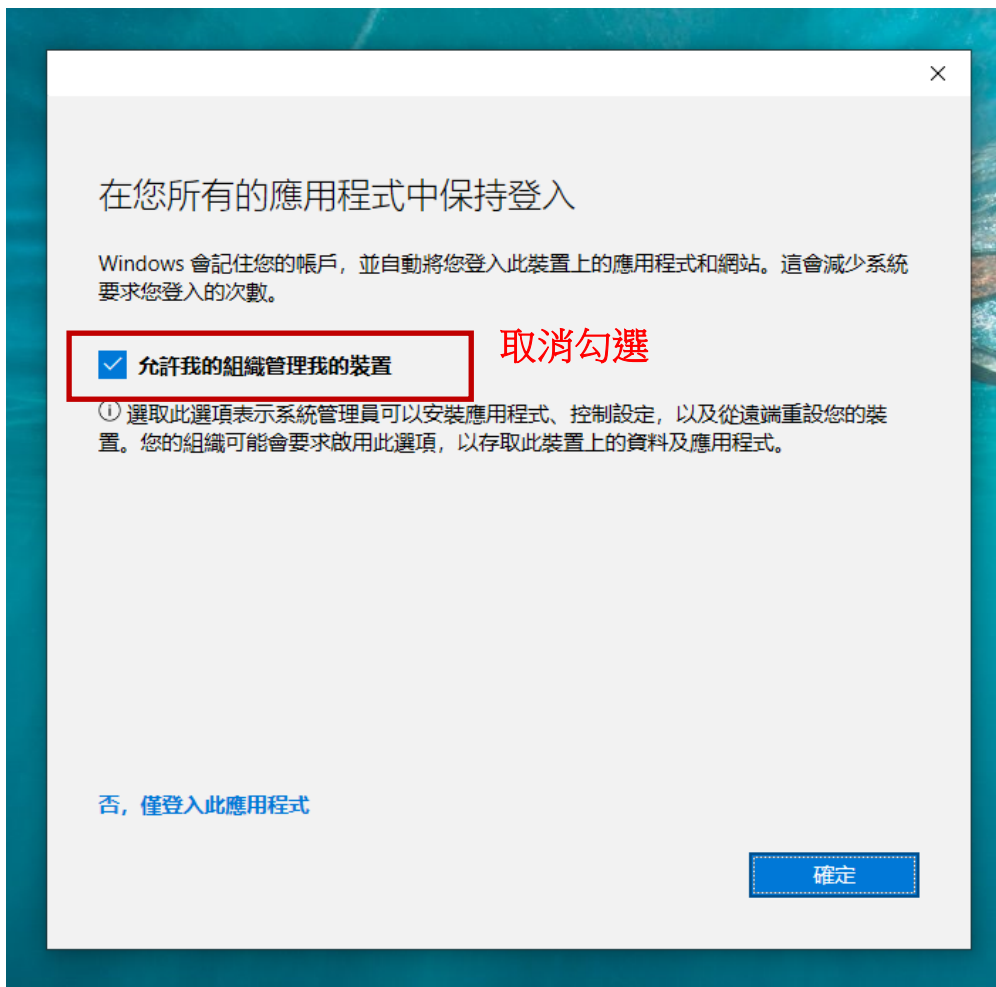 在您所有的應用程式中保持登入
Windows 會記住您的帳戶，並自動將您登入此裝置上的應用程式和網站。這會減少系統
要求您登入的次數。
允許我的組織管理我的裝置
取消勾選
ⓘ 選取此選項表示系統管理員可以安裝應用程式、控制設定，以及從遠端重設您的裝
置。您的組織可能會要求啟用此選項，以存取此裝置上的資料及應用程式。
否，僅登入此應用程式
確定